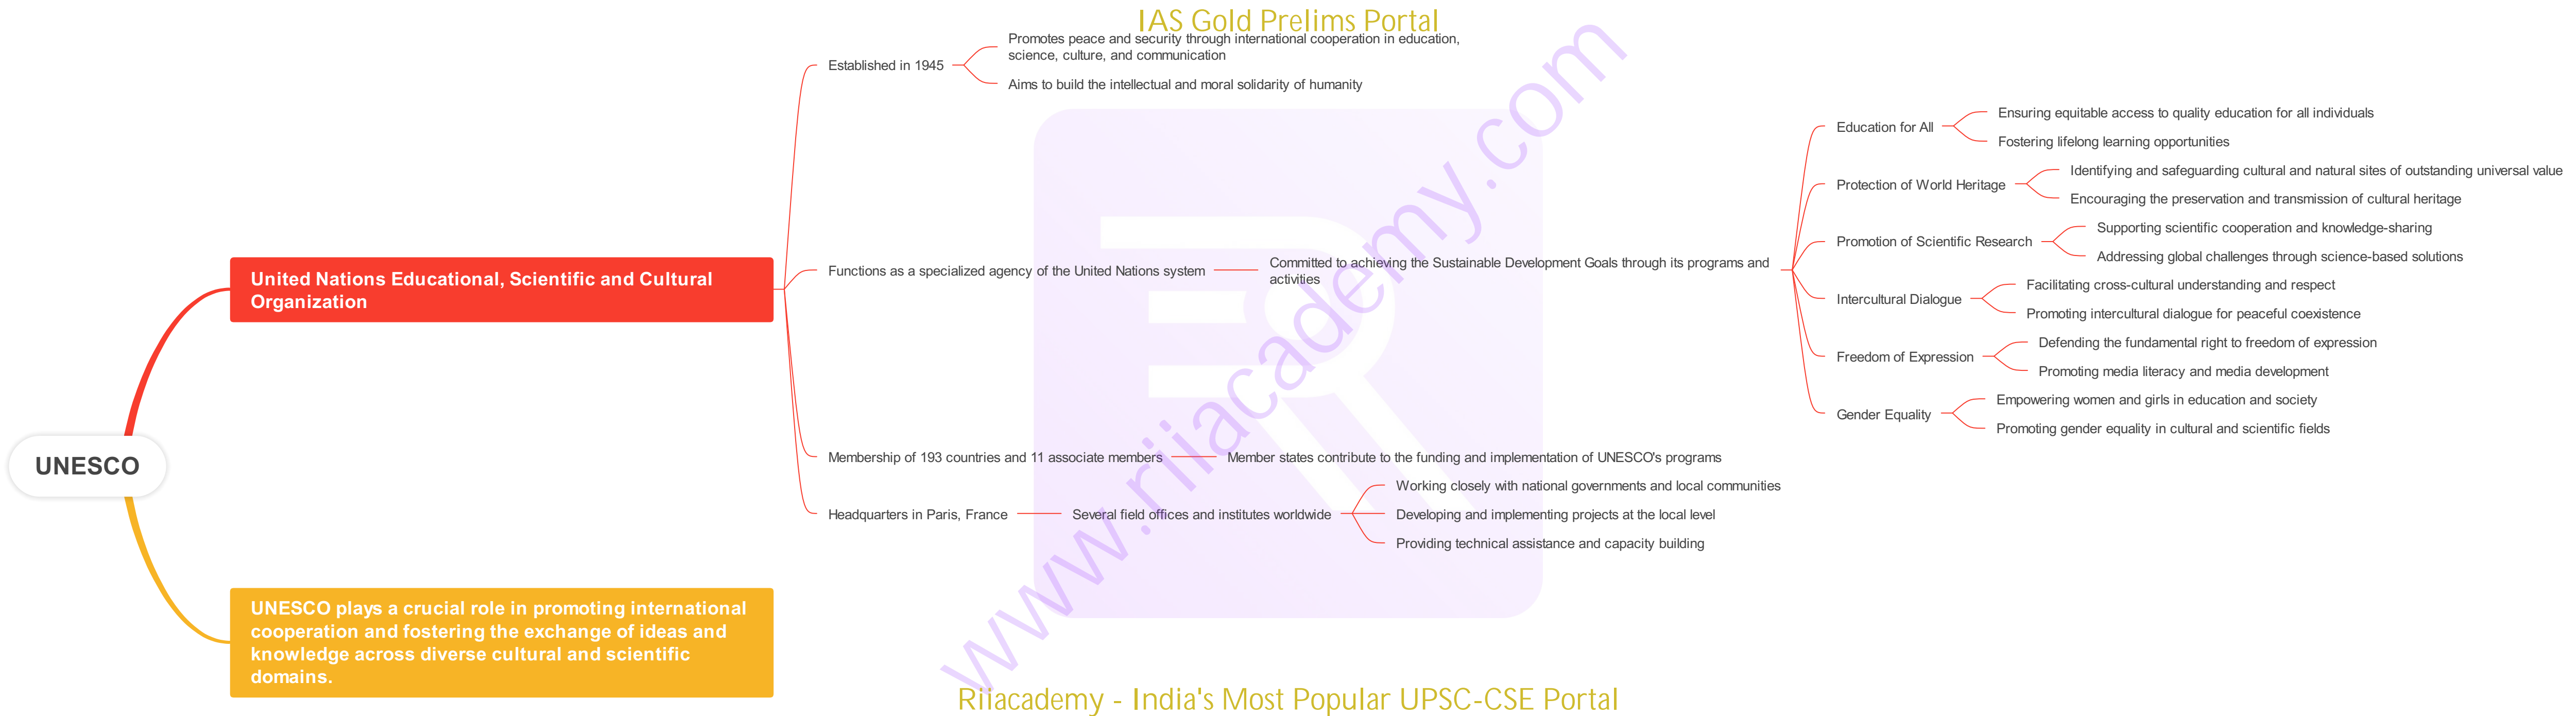 IAS Gold Prelims Portal
UNESCO
United Nations Educational, Scientific and Cultural
Organization
Established in 1945
Promotes peace and security through international cooperation in education,
science, culture, and communication
Aims to build the intellectual and moral solidarity of humanity
Functions as a specialized agency of the United Nations system
Committed to achieving the Sustainable Development Goals through its programs and
activities
Education for All
Ensuring equitable access to quality education for all individuals
Fostering lifelong learning opportunities
Protection of World Heritage
Identifying and safeguarding cultural and natural sites of outstanding universal value
Encouraging the preservation and transmission of cultural heritage
Promotion of Scientific Research
Supporting scientific cooperation and knowledge-sharing
Addressing global challenges through science-based solutions
Intercultural Dialogue
Facilitating cross-cultural understanding and respect
Promoting intercultural dialogue for peaceful coexistence
Freedom of Expression
Defending the fundamental right to freedom of expression
Promoting media literacy and media development
Gender Equality
Empowering women and girls in education and society
Promoting gender equality in cultural and scientific fields
Membership of 193 countries and 11 associate members
Member states contribute to the funding and implementation of UNESCO's programs
Headquarters in Paris, France
Several field offices and institutes worldwide
Working closely with national governments and local communities
Developing and implementing projects at the local level
Providing technical assistance and capacity building
UNESCO plays a crucial role in promoting international
cooperation and fostering the exchange of ideas and
knowledge across diverse cultural and scientific
domains.
www.riiacademy.com
Riiacademy - India's Most Popular UPSC-CSE Portal